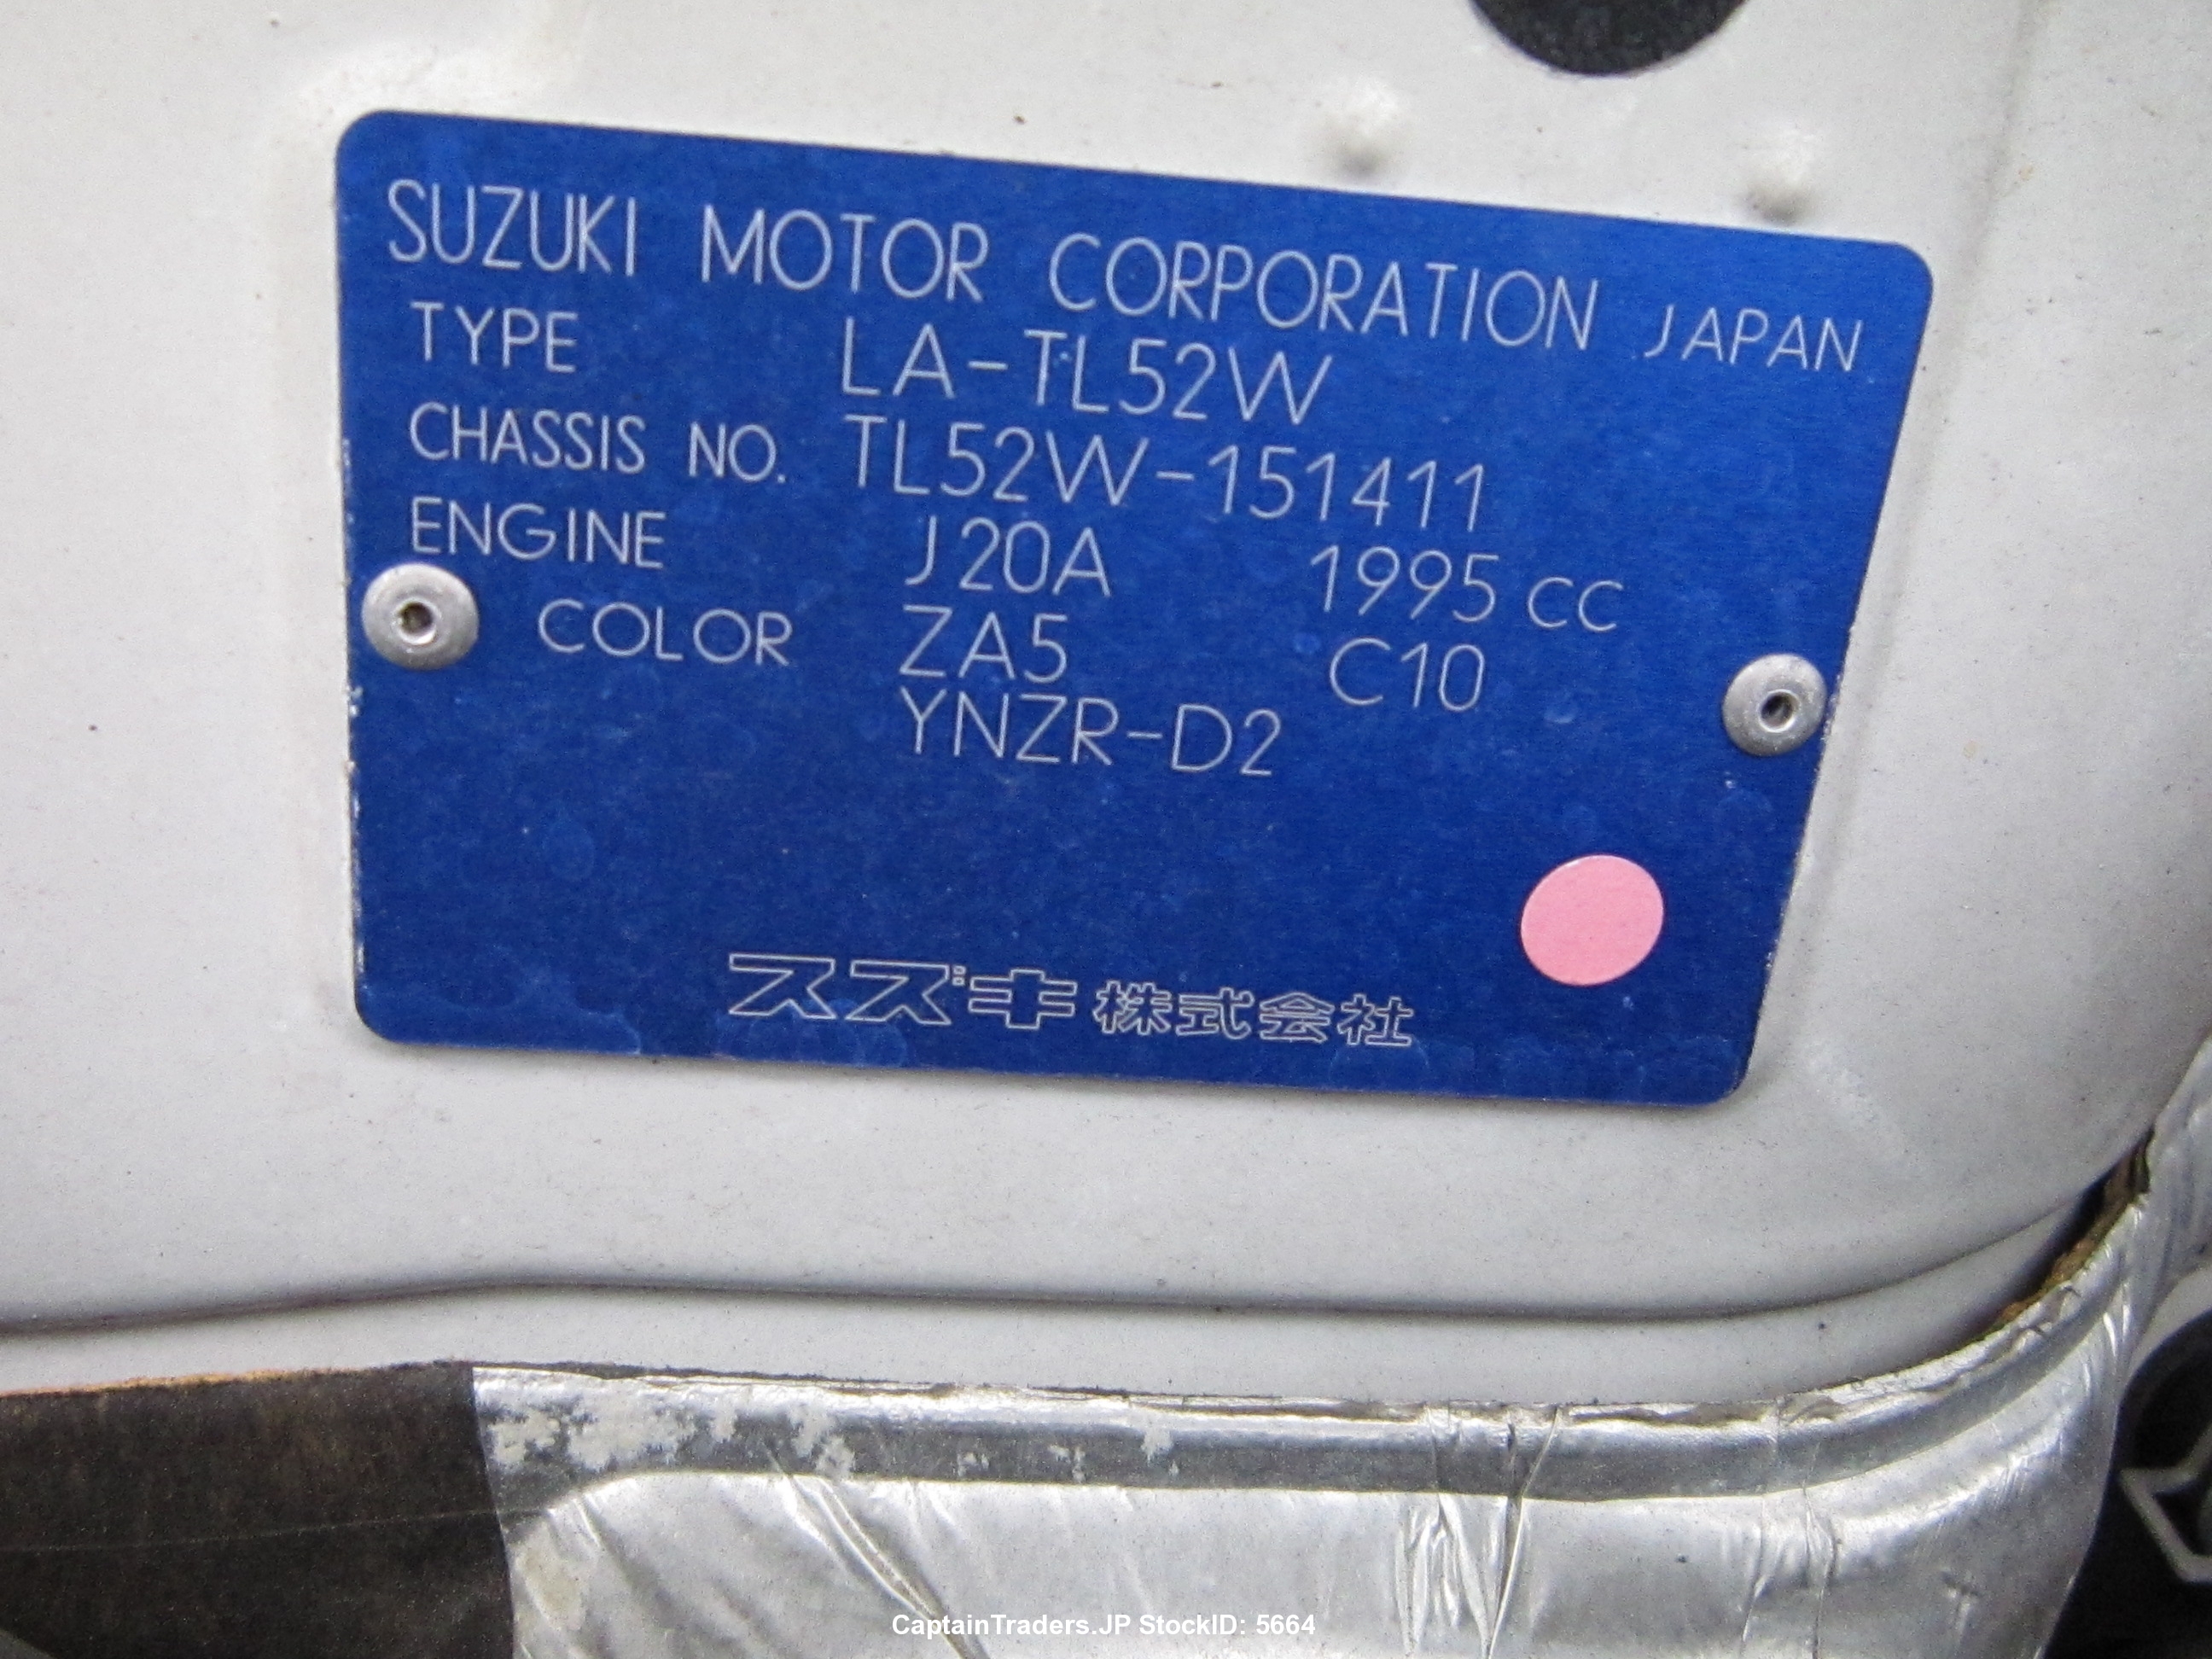 SUZUKI MOTOR CORPORATION JAPAN
TYPE LA-TL52W
CHASSIS NO. TL52W-151411
ENGINE J20A 1995 CC
COLOR ZA5 C10
YNZR-D2
スズキ株式会社
CaptainTraders.JP StockID: 5664